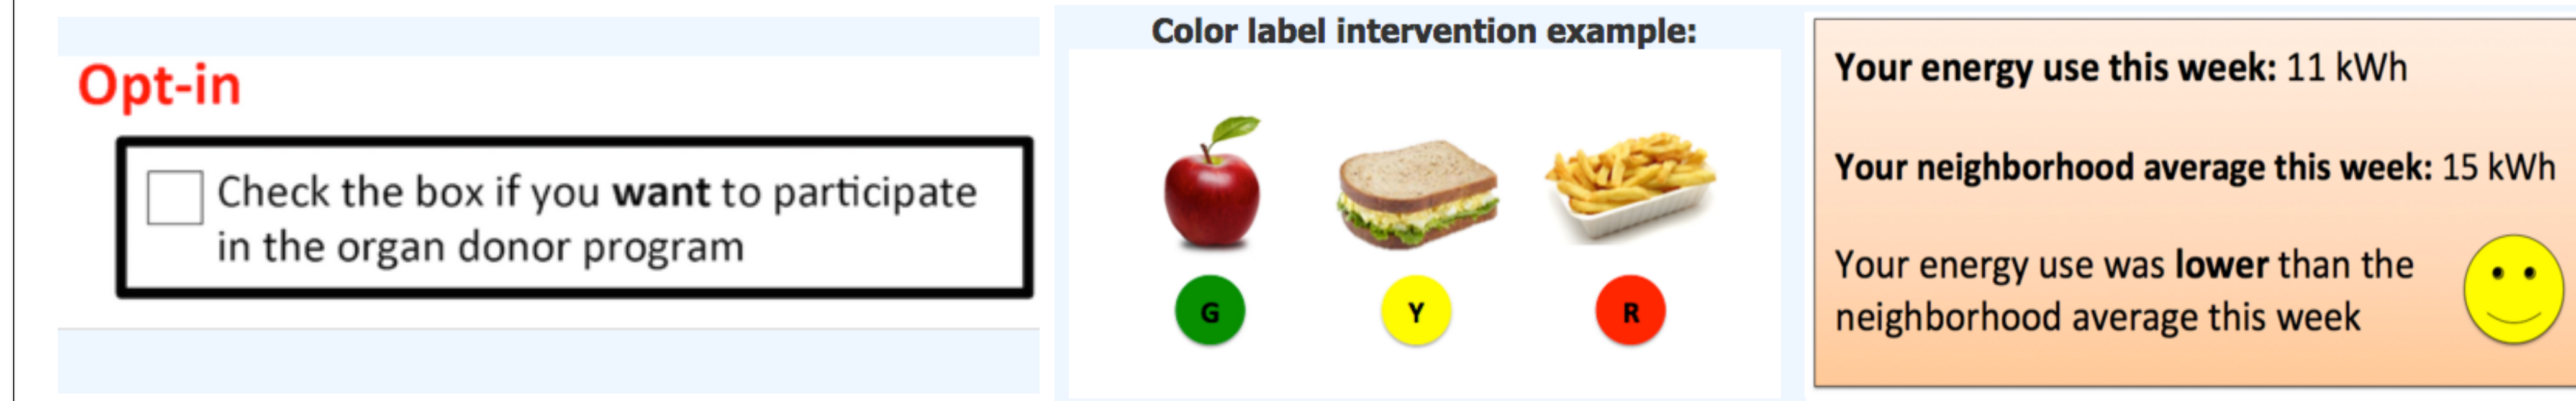 Opt-in
Check the box if you want to participate
in the organ donor program
Color label intervention example:
G
Y
R
Your energy use this week: 11 kWh
Your neighborhood average this week: 15 kWh
Your energy use was lower than the
neighborhood average this week